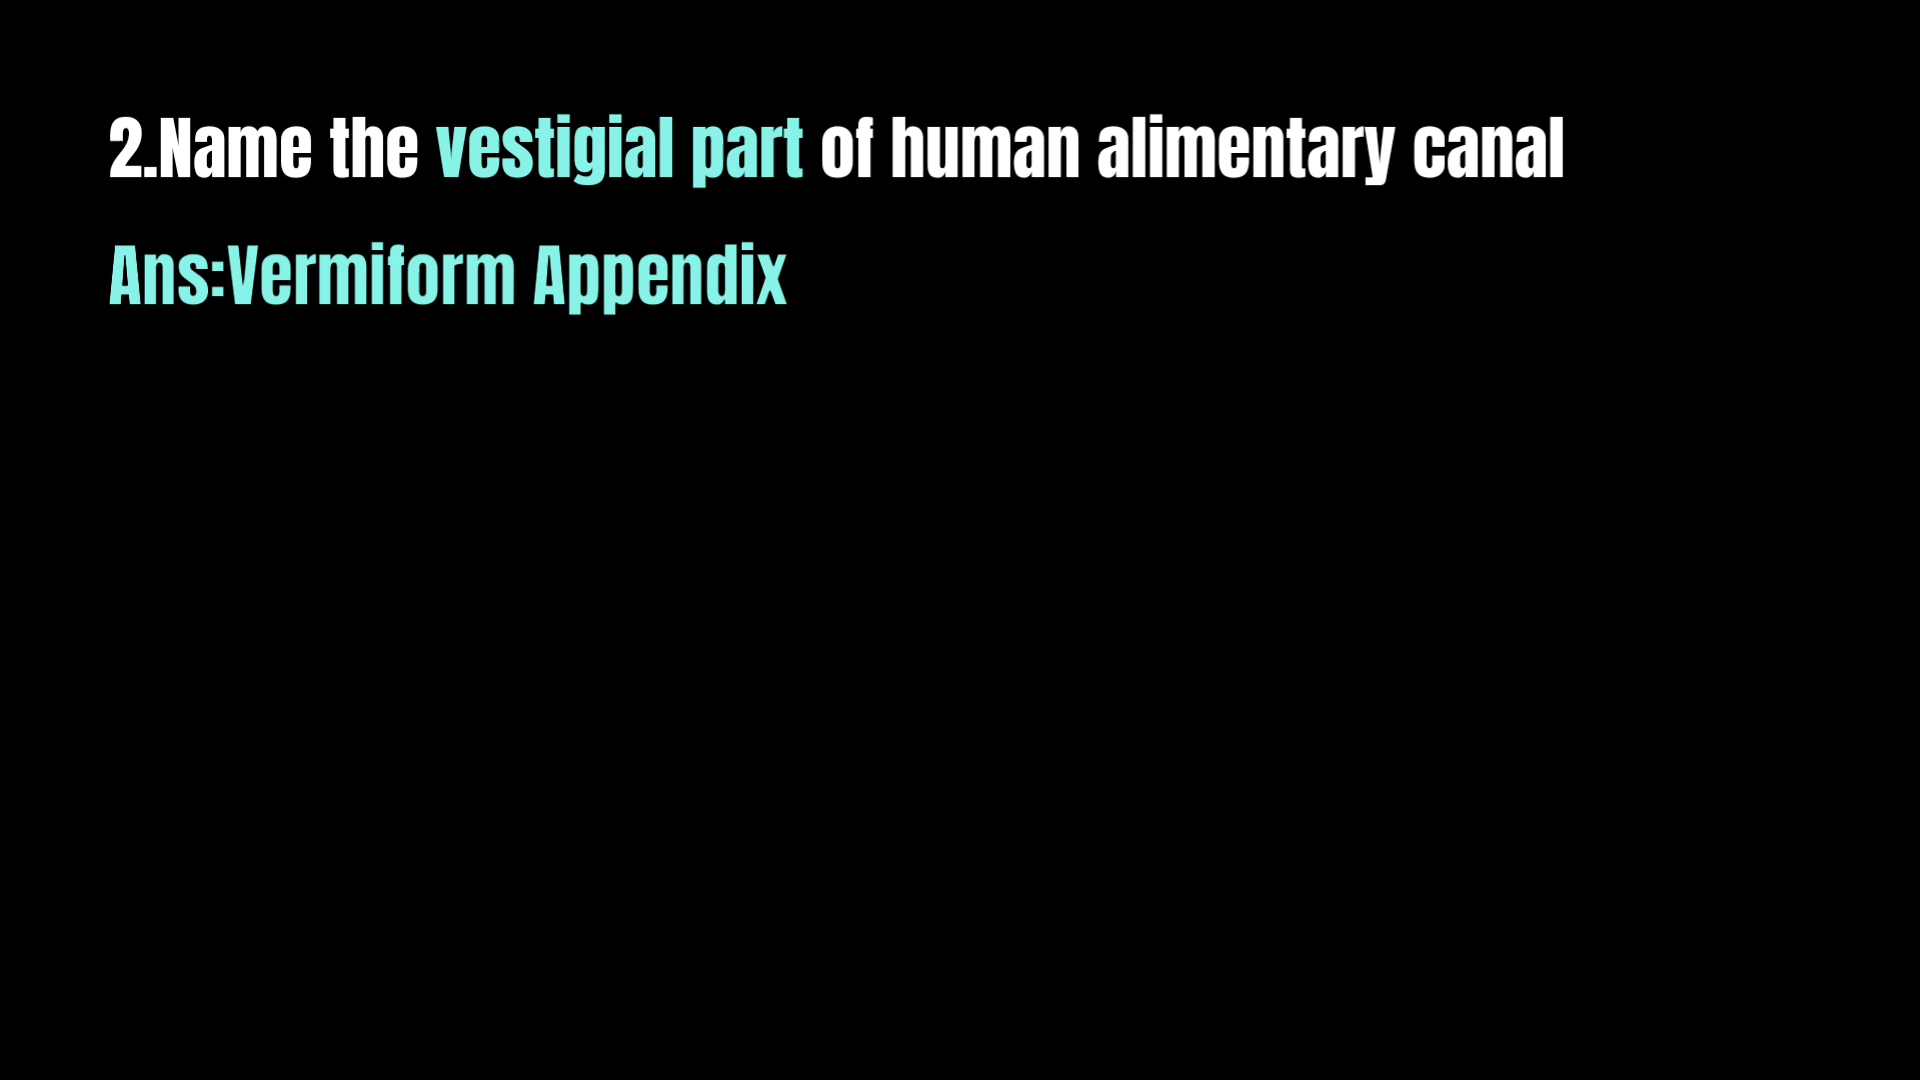 2.Name the vestigial part of human alimentary canal
Ans:Vermiform Appendix